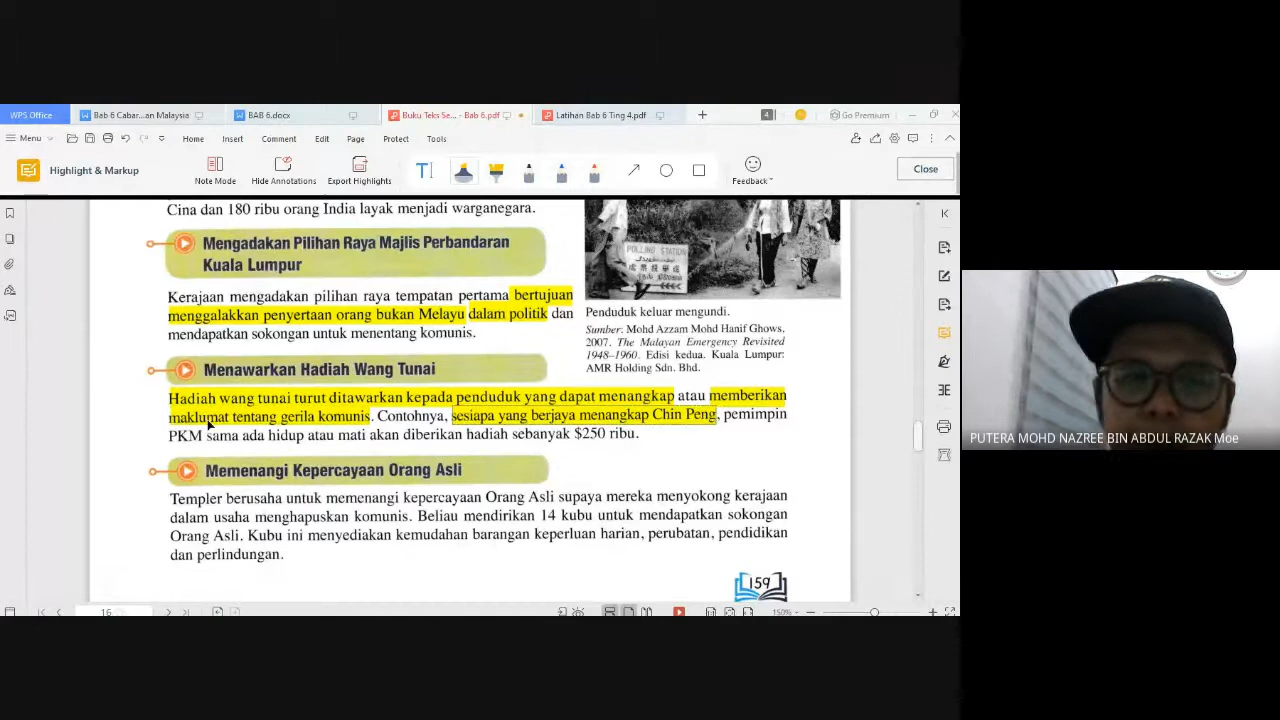 WPS Office
Bab 6 Cabar...an Malaysia
BAB 6.docx
Buku Teks Se... - Bab 6.pdf
Latihan Bab 6 Ting 4.pdf
4
Go Premium
Menu
Home
Insert
Comment
Edit
Page
Protect
Tools
Highlight & Markup
Note Mode
Hide Annotations
Export Highlights
Feedback
Close
Cina dan 180 ribu orang India layak menjadi warganegara.
Mengadakan Pilihan Raya Majlis Perbandaran
Kuala Lumpur
Kerajaan mengadakan pilihan raya tempatan pertama bertujuan
menggalakkan penyertaan orang bukan Melayu dalam politik dan
mendapatkan sokongan untuk menentang komunis.
POLLING STATION
Penduduk keluar mengundi.
Sumber: Mohd Azzam Mohd Hanif Ghows,
2007. The Malayan Emergency Revisited
1948–1960. Edisi kedua. Kuala Lumpur:
AMR Holding Sdn. Bhd.
Menawarkan Hadiah Wang Tunai
Hadiah wang tunai turut ditawarkan kepada penduduk yang dapat menangkap atau memberikan
maklumat tentang gerila komunis. Contohnya, sesiapa yang berjaya menangkap Chin Peng, pemimpin
PKM sama ada hidup atau mati akan diberikan hadiah sebanyak $250 ribu.
Memenangi Kepercayaan Orang Asli
Templer berusaha untuk memenangi kepercayaan Orang Asli supaya mereka menyokong kerajaan
dalam usaha menghapuskan komunis. Beliau mendirikan 14 kubu untuk mendapatkan sokongan
Orang Asli. Kubu ini menyediakan kemudahan barangan keperluan harian, perubatan, pendidikan
dan perlindungan.
159
16
150%
PUTERA MOHD NAZREE BIN ABDUL RAZAK Moe